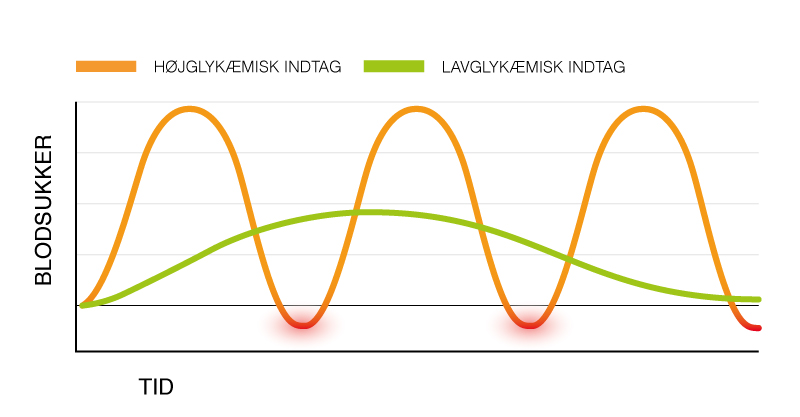 HØJGLYKÆMISK INDTAG
LAVGLYKÆMISK INDTAG
BLODSUKKER
TID